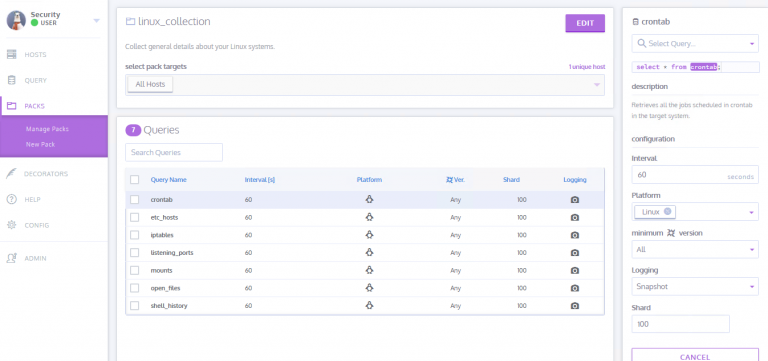 Security
USER
HOSTS
QUERY
PACKS
Manage Packs
New Pack
DECORATORS
HELP
CONFIG
ADMIN
linux_collection
EDIT
Collect general details about your Linux systems.
select pack targets
1 unique host
All Hosts
7 Queries
Search Queries
Query Name Interval [s] Platform Ver. Shard Logging
crontab 60 Any 100
etc_hosts 60 Any 100
iptables 60 Any 100
listening_ports 60 Any 100
mounts 60 Any 100
open_files 60 Any 100
shell_history 60 Any 100
crontab
Select Query...
select * from crontab;
description
Retrieves all the jobs scheduled in crontab
in the target system.
configuration
Interval
60 seconds
Platform
Linux
minimum version
All
Logging
Snapshot
Shard
100
CANCEL